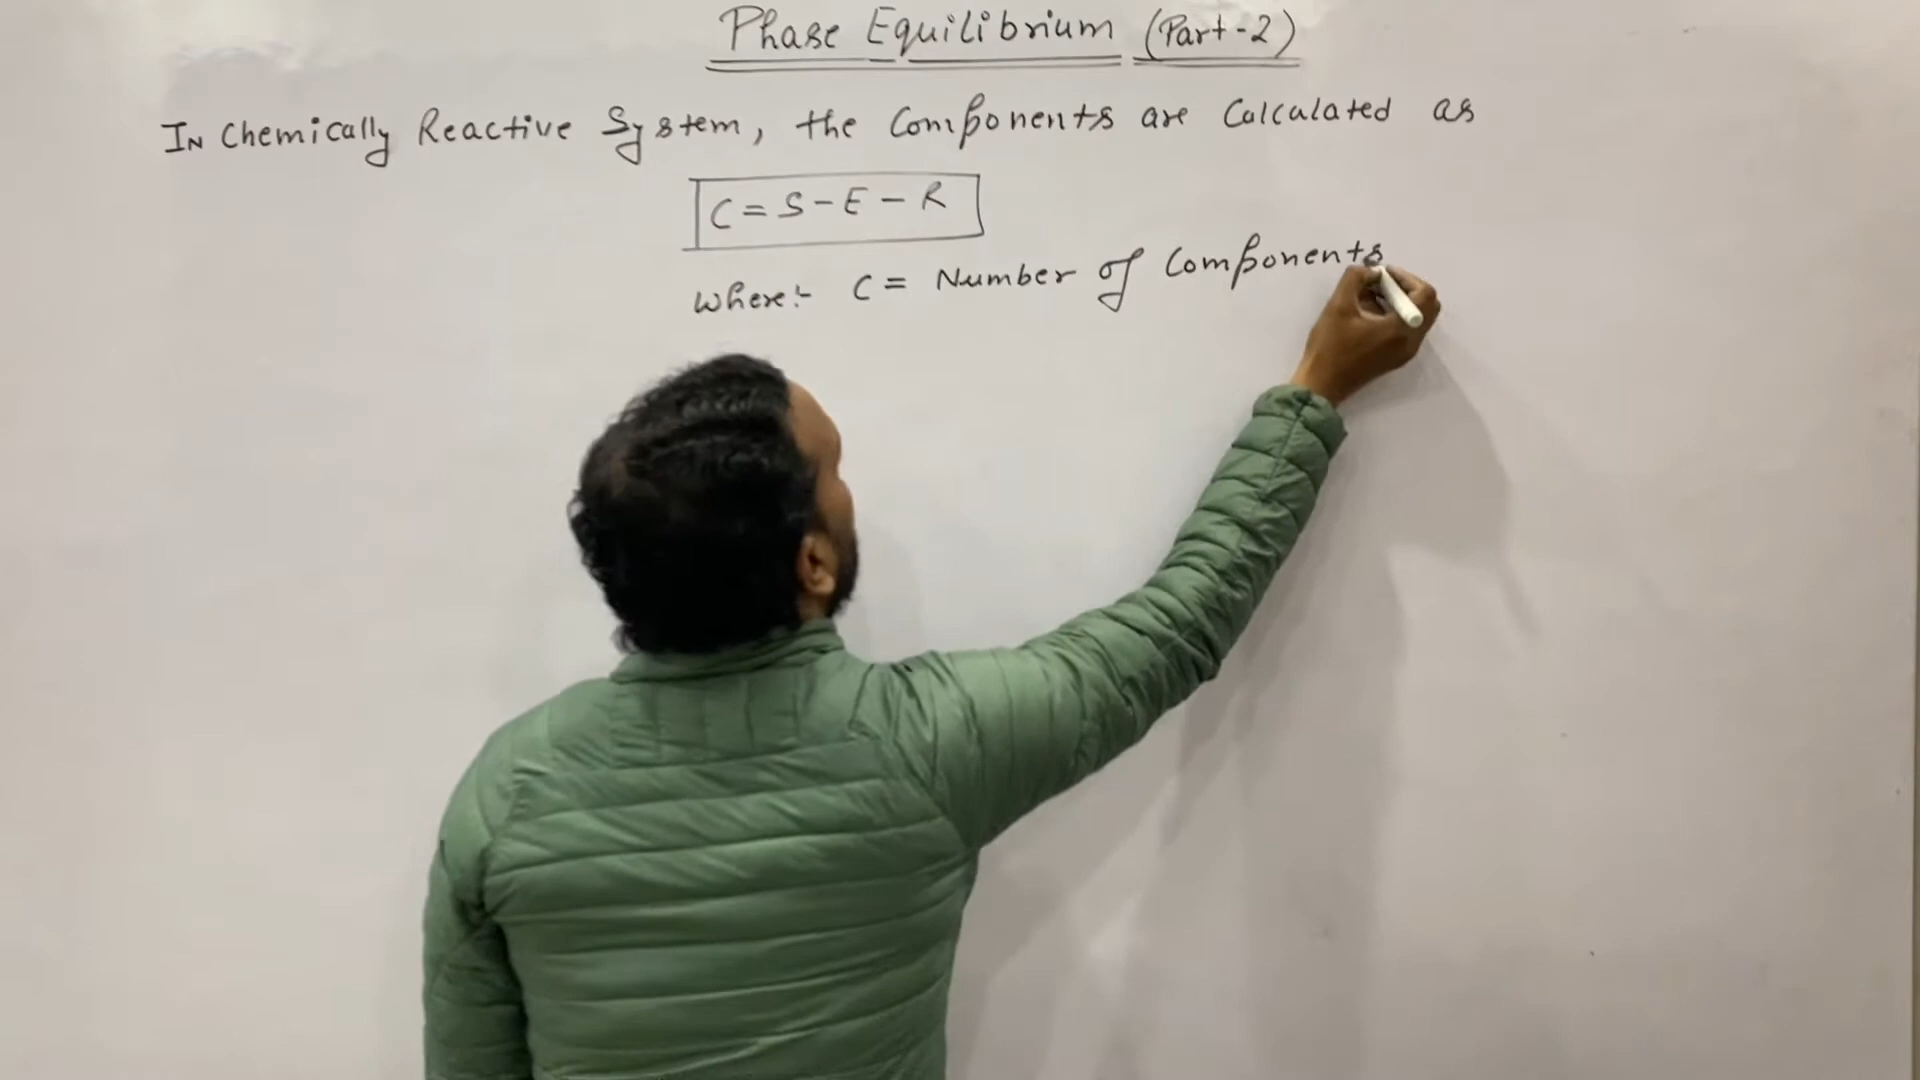 Phase Equilibrium (Part-2)
In Chemically Reactive System, the Components are Calculated as
C = S - E - R
Where:- C = Number of Components